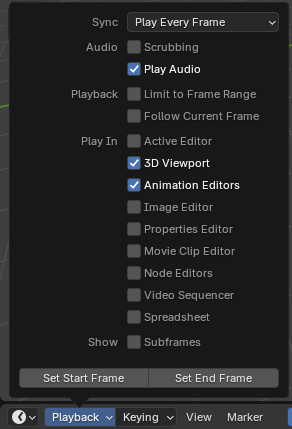 Sync Play Every Frame
Audio Scrubbing
Play Audio
Playback Limit to Frame Range
Follow Current Frame
Play In Active Editor
3D Viewport
Animation Editors
Image Editor
Properties Editor
Movie Clip Editor
Node Editors
Video Sequencer
Spreadsheet
Show Subframes
Set Start Frame Set End Frame
Playback Keying View Marker